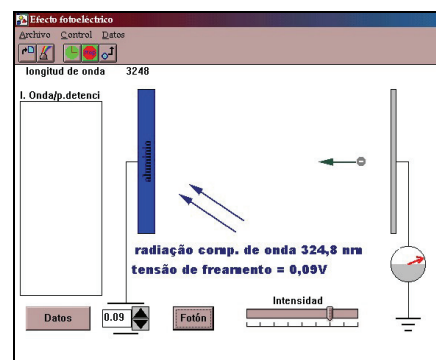 Efecto fotoeléctrico
Archivo Control Datos
longitud de onda 3248
l. Onda/p.detenci
aluminio
radiação comp. de onda 324,8 nm
tensão de freamento = 0,09V
Intensidad
Datos
0.09
Fotón